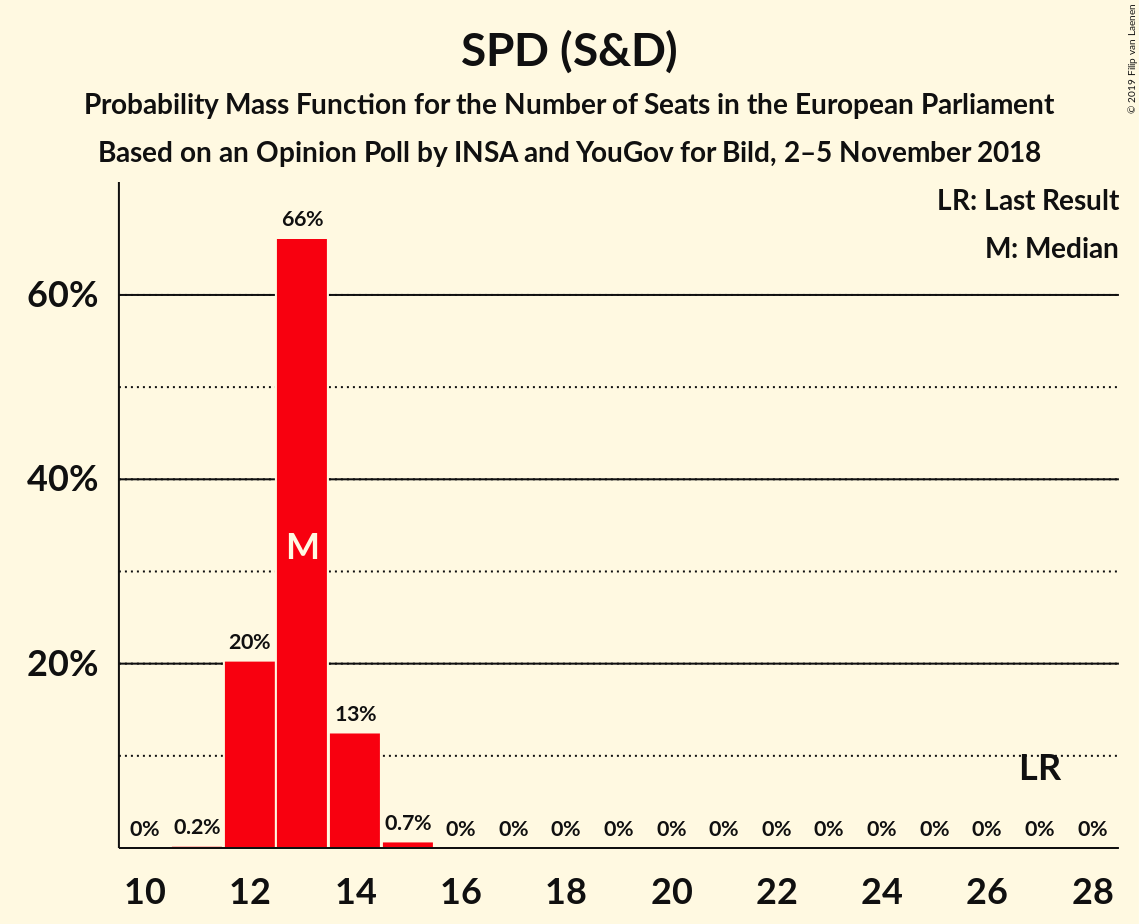 SPD (S&D)
Probability Mass Function for the Number of Seats in the European Parliament
Based on an Opinion Poll by INSA and YouGov for Bild, 2–5 November 2018
© 2019 Filip van Laenen
LR: Last Result
M: Median
66%
60%
40%
M
20%
20%
13%
LR
0% 0.2% 0.7% 0% 0% 0% 0% 0% 0% 0% 0% 0% 0% 0% 0% 0%
10 12 14 16 18 20 22 24 26 28